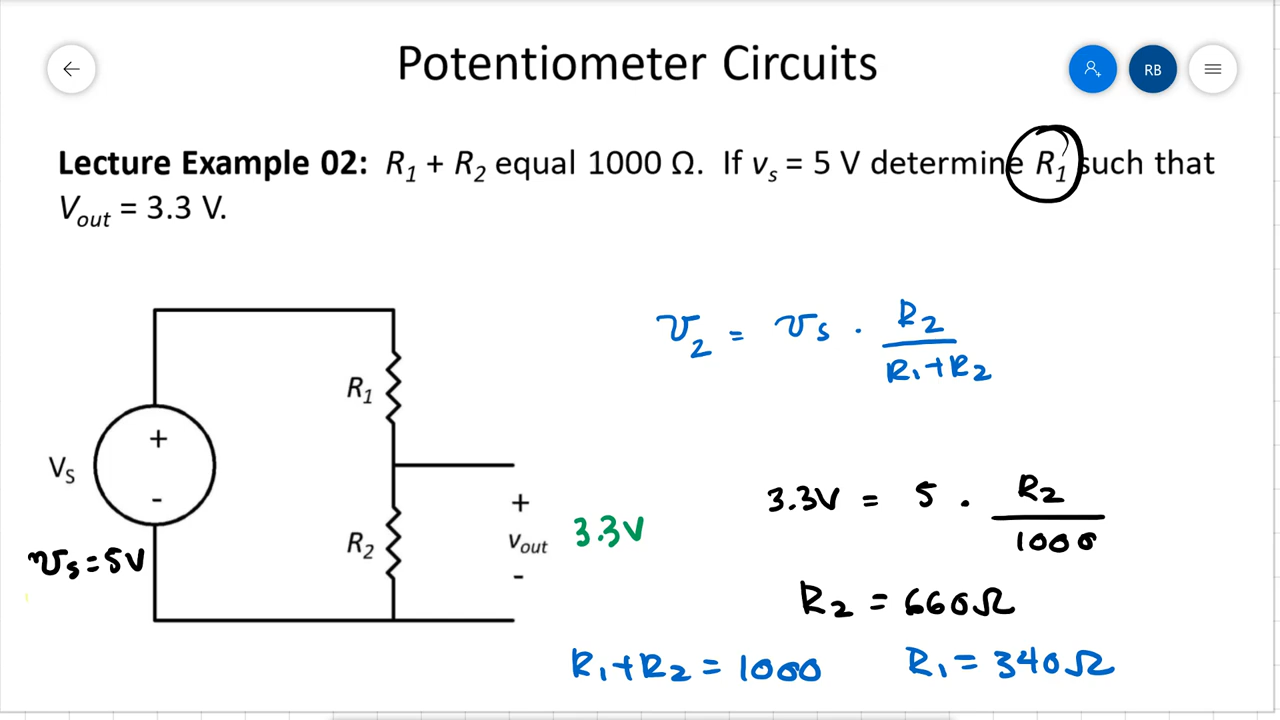 Potentiometer Circuits
RB
Lecture Example 02: R1 + R2 equal 1000 Ω. If vs = 5 V determine R1 such that
Vout = 3.3 V.
v2 = vs · R2
R1+R2
R1
+
Vs
-
+
3.3V = 5 · R2
1000
R2
vout
3.3V
-
vs=5V
R2 = 660Ω
R1+R2 = 1000
R1 = 340Ω